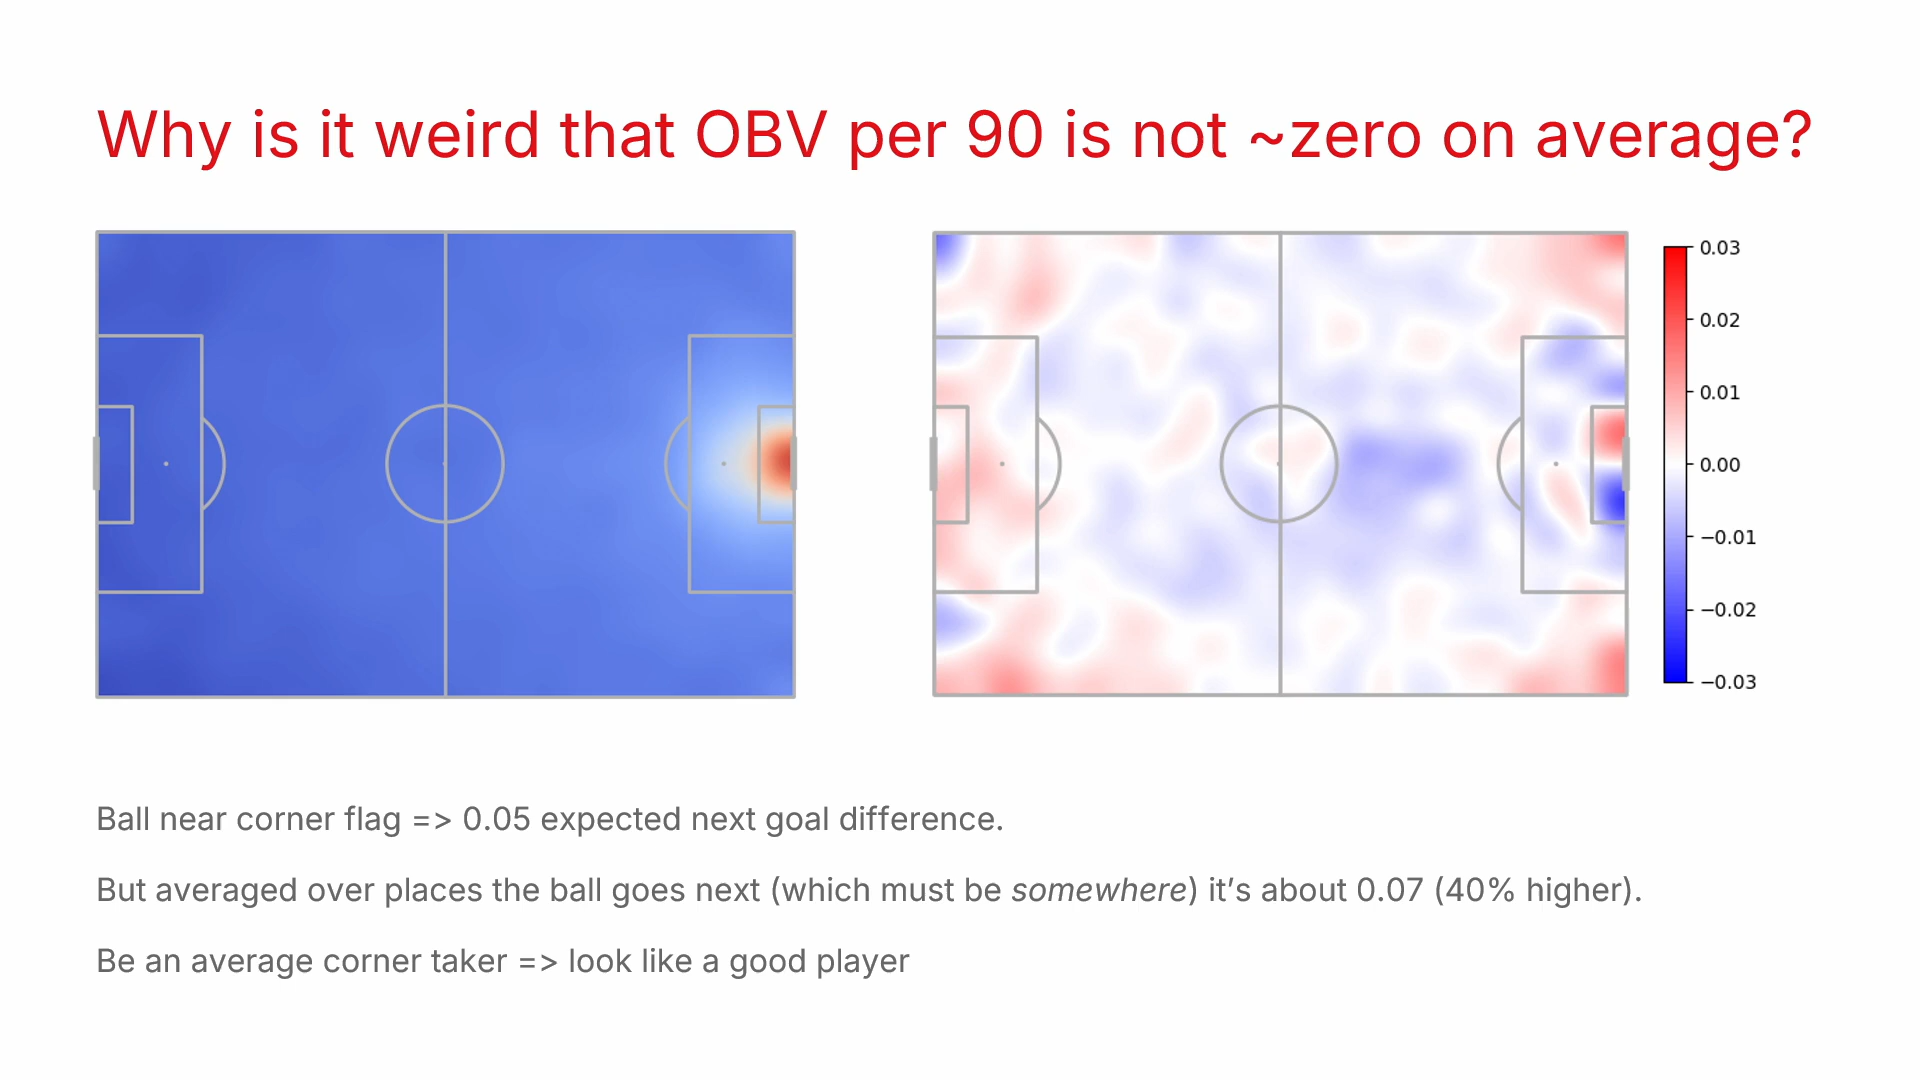 Why is it weird that OBV per 90 is not ~zero on average?
0.03
0.02
0.01
0.00
−0.01
−0.02
−0.03
Ball near corner flag => 0.05 expected next goal difference.
But averaged over places the ball goes next (which must be somewhere) it’s about 0.07 (40% higher).
Be an average corner taker => look like a good player